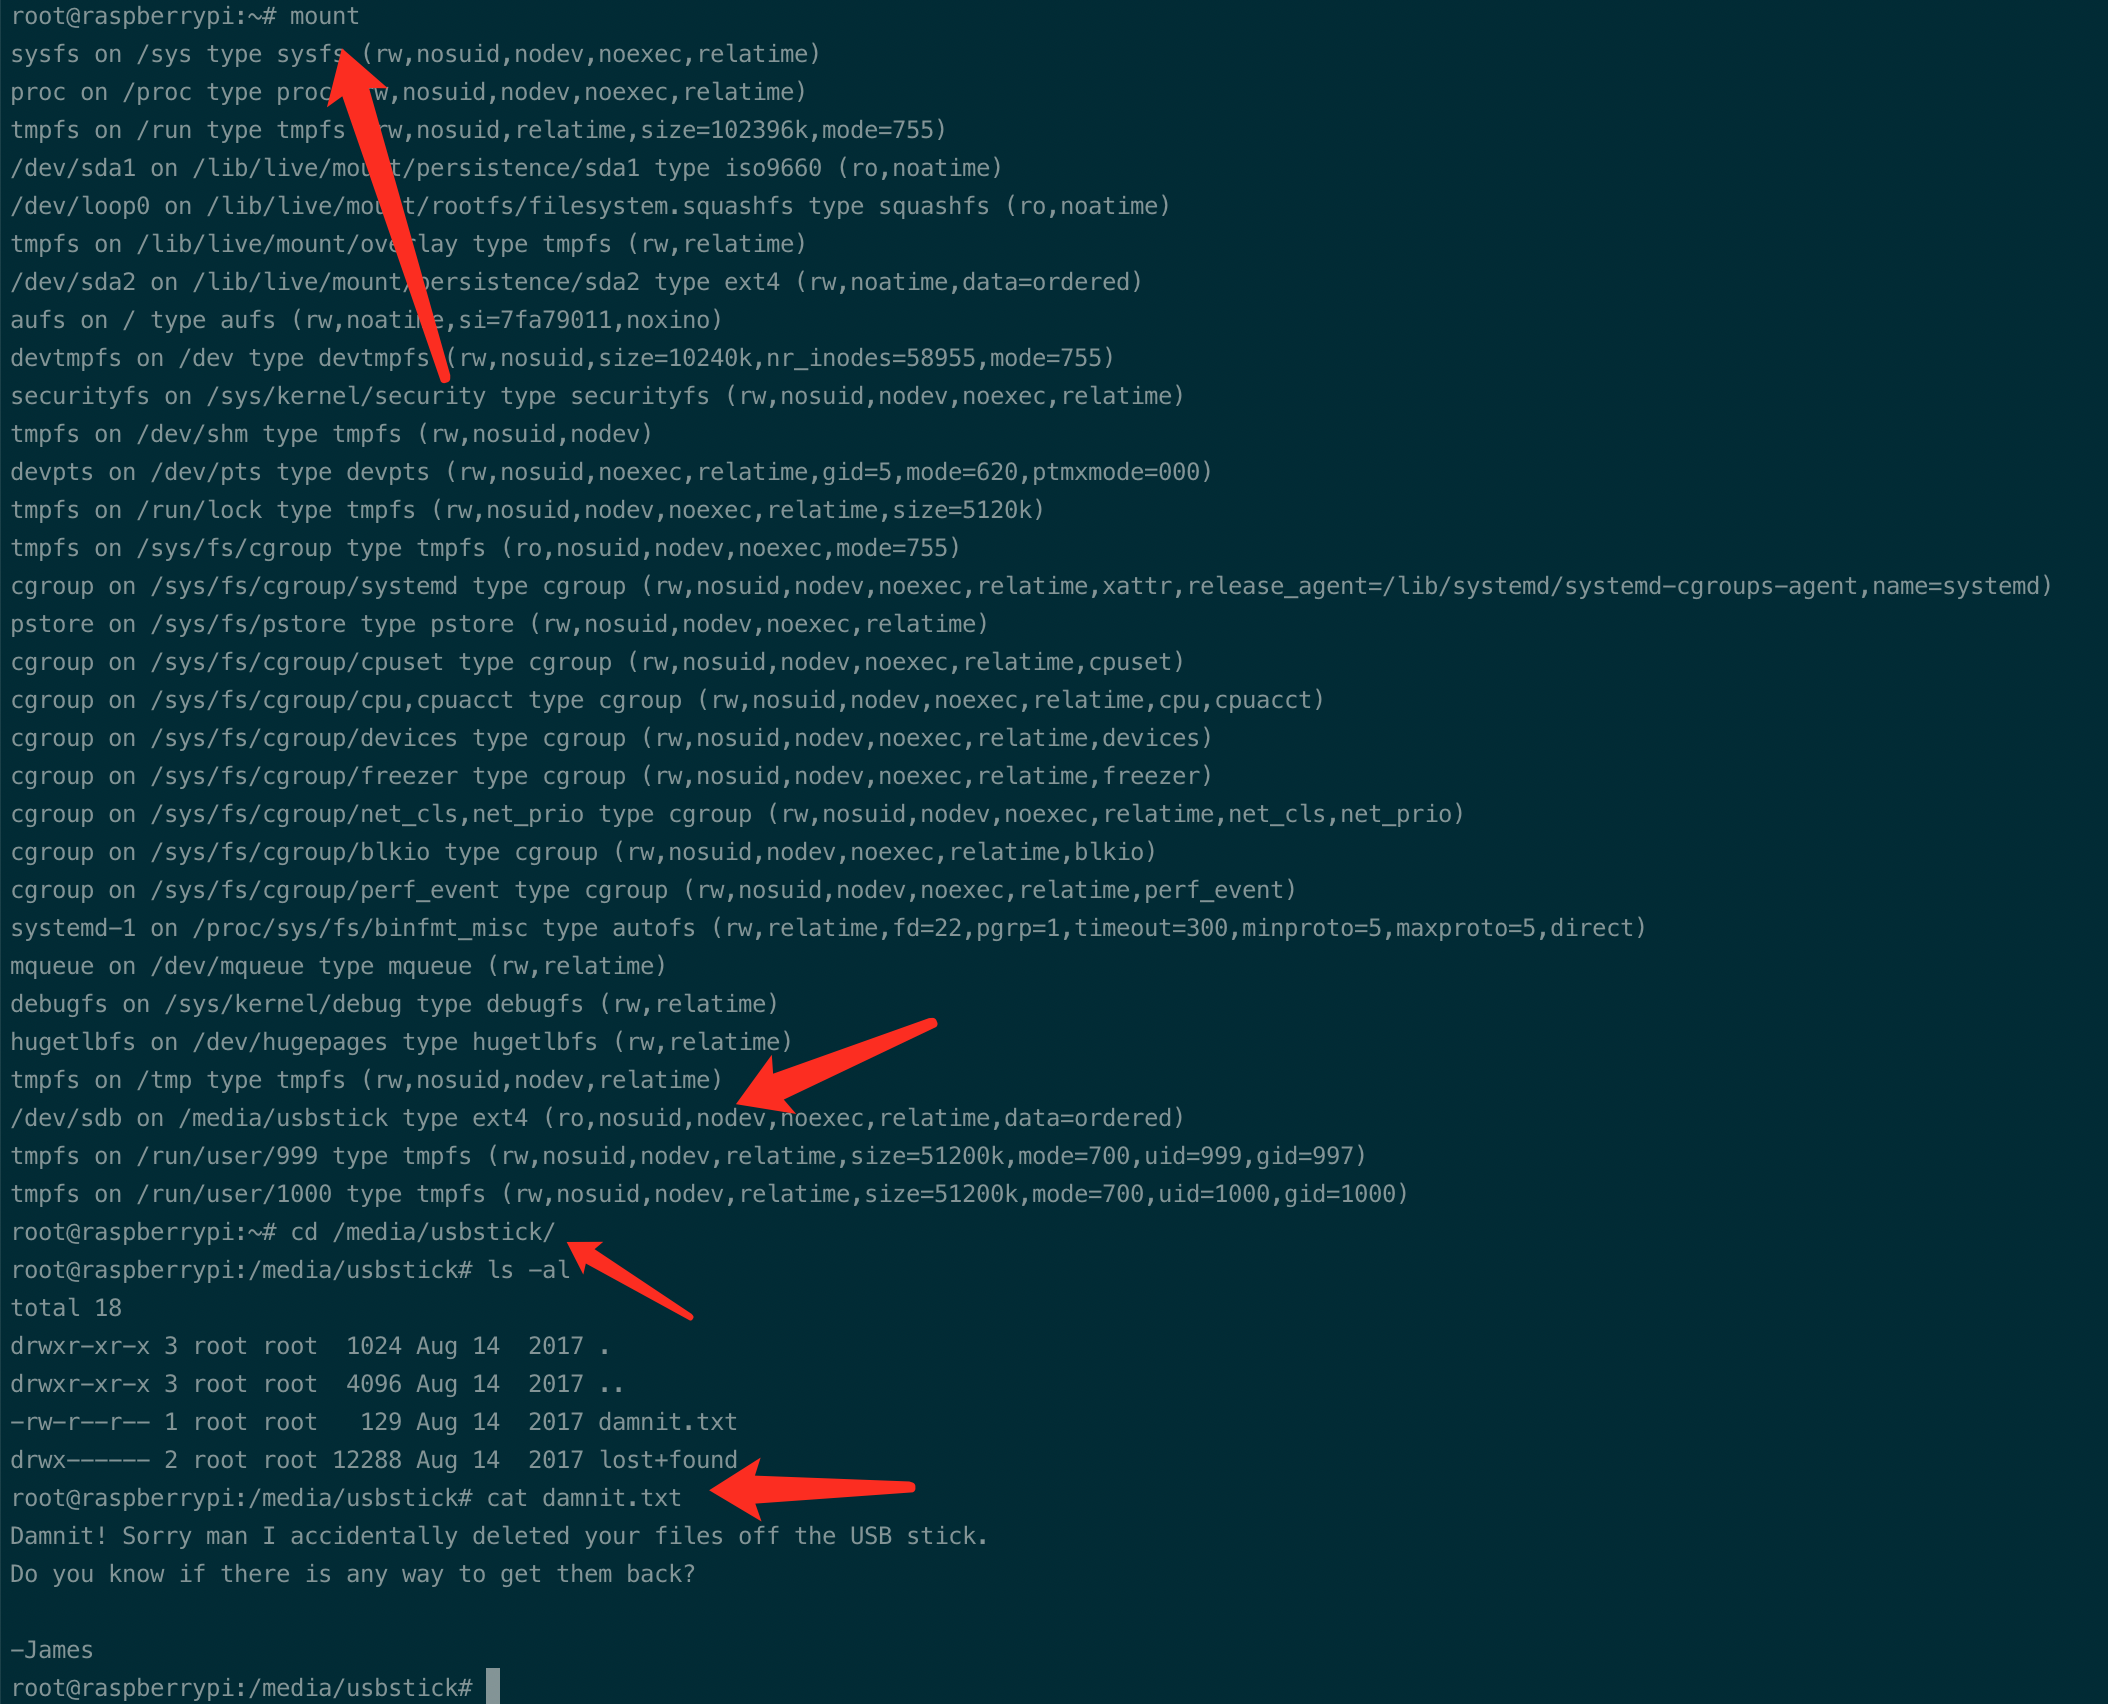 root@raspberrypi:~# mount
sysfs on /sys type sysfs (rw,nosuid,nodev,noexec,relatime)
proc on /proc type proc (rw,nosuid,nodev,noexec,relatime)
tmpfs on /run type tmpfs (rw,nosuid,relatime,size=102396k,mode=755)
/dev/sda1 on /lib/live/mount/persistence/sda1 type iso9660 (ro,noatime)
/dev/loop0 on /lib/live/mount/rootfs/filesystem.squashfs type squashfs (ro,noatime)
tmpfs on /lib/live/mount/overlay type tmpfs (rw,relatime)
/dev/sda2 on /lib/live/mount/persistence/sda2 type ext4 (rw,noatime,data=ordered)
aufs on / type aufs (rw,noatime,si=7fa79011,noxino)
devtmpfs on /dev type devtmpfs (rw,nosuid,size=10240k,nr_inodes=58955,mode=755)
securityfs on /sys/kernel/security type securityfs (rw,nosuid,nodev,noexec,relatime)
tmpfs on /dev/shm type tmpfs (rw,nosuid,nodev)
devpts on /dev/pts type devpts (rw,nosuid,noexec,relatime,gid=5,mode=620,ptmxmode=000)
tmpfs on /run/lock type tmpfs (rw,nosuid,nodev,noexec,relatime,size=5120k)
tmpfs on /sys/fs/cgroup type tmpfs (ro,nosuid,nodev,noexec,mode=755)
cgroup on /sys/fs/cgroup/systemd type cgroup (rw,nosuid,nodev,noexec,relatime,xattr,release_agent=/lib/systemd/systemd-cgroups-agent,name=systemd)
pstore on /sys/fs/pstore type pstore (rw,nosuid,nodev,noexec,relatime)
cgroup on /sys/fs/cgroup/cpuset type cgroup (rw,nosuid,nodev,noexec,relatime,cpuset)
cgroup on /sys/fs/cgroup/cpu,cpuacct type cgroup (rw,nosuid,nodev,noexec,relatime,cpu,cpuacct)
cgroup on /sys/fs/cgroup/devices type cgroup (rw,nosuid,nodev,noexec,relatime,devices)
cgroup on /sys/fs/cgroup/freezer type cgroup (rw,nosuid,nodev,noexec,relatime,freezer)
cgroup on /sys/fs/cgroup/net_cls,net_prio type cgroup (rw,nosuid,nodev,noexec,relatime,net_cls,net_prio)
cgroup on /sys/fs/cgroup/blkio type cgroup (rw,nosuid,nodev,noexec,relatime,blkio)
cgroup on /sys/fs/cgroup/perf_event type cgroup (rw,nosuid,nodev,noexec,relatime,perf_event)
systemd-1 on /proc/sys/fs/binfmt_misc type autofs (rw,relatime,fd=22,pgrp=1,timeout=300,minproto=5,maxproto=5,direct)
mqueue on /dev/mqueue type mqueue (rw,relatime)
debugfs on /sys/kernel/debug type debugfs (rw,relatime)
hugetlbfs on /dev/hugepages type hugetlbfs (rw,relatime)
tmpfs on /tmp type tmpfs (rw,nosuid,nodev,relatime)
/dev/sdb on /media/usbstick type ext4 (ro,nosuid,nodev,noexec,relatime,data=ordered)
tmpfs on /run/user/999 type tmpfs (rw,nosuid,nodev,relatime,size=51200k,mode=700,uid=999,gid=997)
tmpfs on /run/user/1000 type tmpfs (rw,nosuid,nodev,relatime,size=51200k,mode=700,uid=1000,gid=1000)
root@raspberrypi:~# cd /media/usbstick/
root@raspberrypi:/media/usbstick# ls -al
total 18
drwxr-xr-x 3 root root  1024 Aug 14  2017 .
drwxr-xr-x 3 root root  4096 Aug 14  2017 ..
-rw-r--r-- 1 root root   129 Aug 14  2017 damnit.txt
drwx------ 2 root root 12288 Aug 14  2017 lost+found
root@raspberrypi:/media/usbstick# cat damnit.txt
Damnit! Sorry man I accidentally deleted your files off the USB stick.
Do you know if there is any way to get them back?
-James
root@raspberrypi:/media/usbstick#